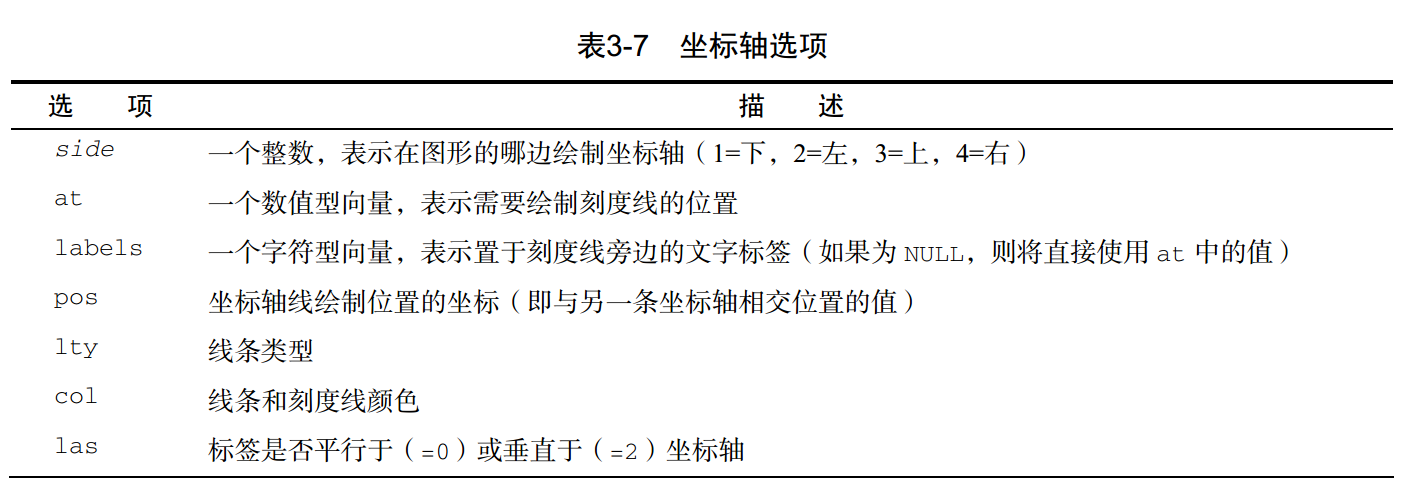 表3-7 坐标轴选项
选 项 描 述
side 一个整数，表示在图形的哪边绘制坐标轴（1=下，2=左，3=上，4=右）
at 一个数值型向量，表示需要绘制刻度线的位置
labels 一个字符型向量，表示置于刻度线旁边的文字标签（如果为 NULL，则将直接使用 at 中的值）
pos 坐标轴线绘制位置的坐标（即与另一条坐标轴相交位置的值）
lty 线条类型
col 线条和刻度线颜色
las 标签是否平行于（=0）或垂直于（=2）坐标轴